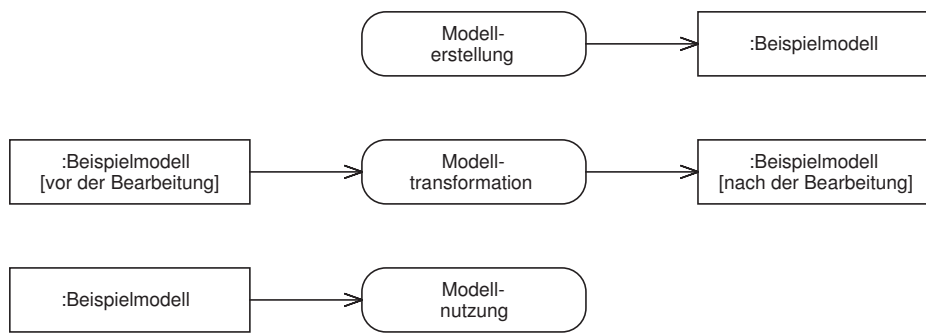 Modell-
erstellung
:Beispielmodell
:Beispielmodell
[vor der Bearbeitung]
Modell-
transformation
:Beispielmodell
[nach der Bearbeitung]
:Beispielmodell
Modell-
nutzung